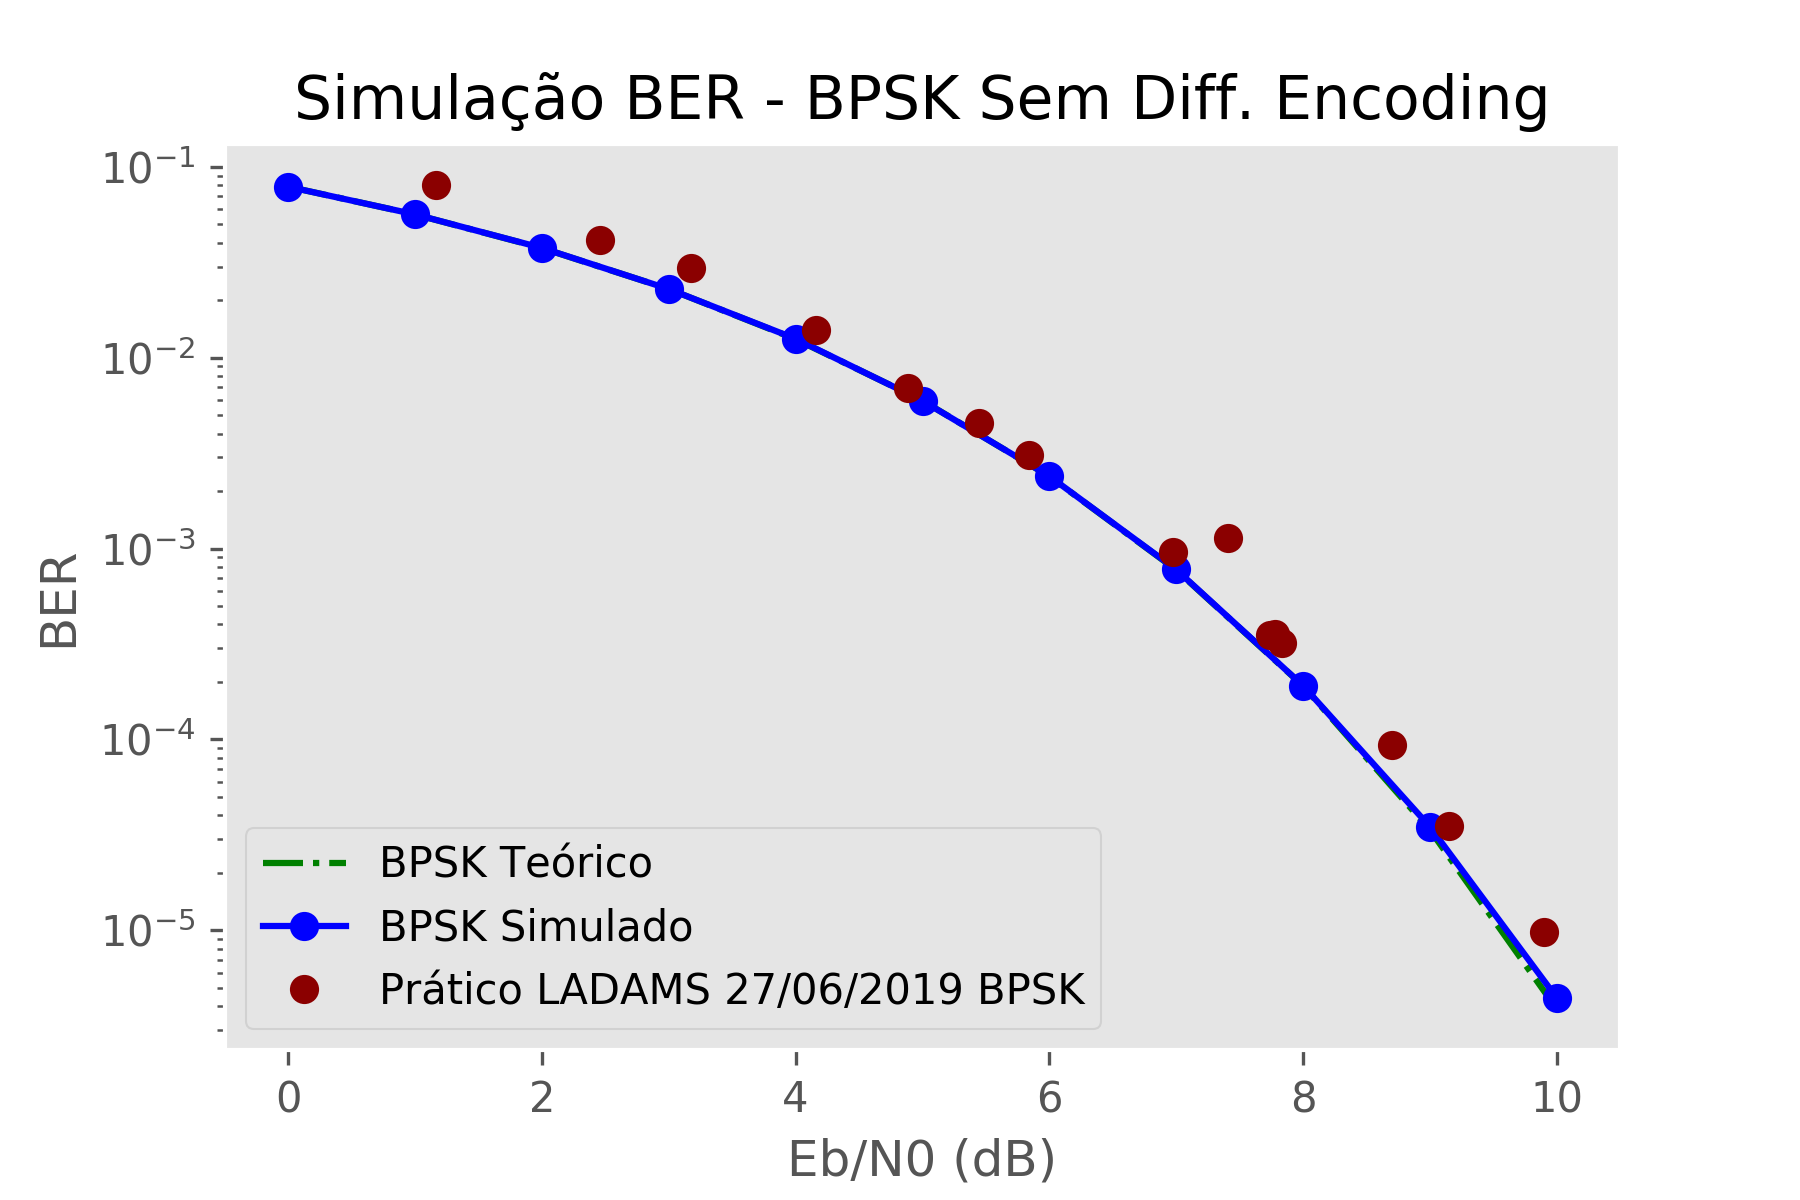 Simulação BER - BPSK Sem Diff. Encoding
10⁻¹
10⁻²
10⁻³
10⁻⁴
10⁻⁵
BER
BPSK Teórico
BPSK Simulado
Prático LADAMS 27/06/2019 BPSK
0 2 4 6 8 10
Eb/N0 (dB)